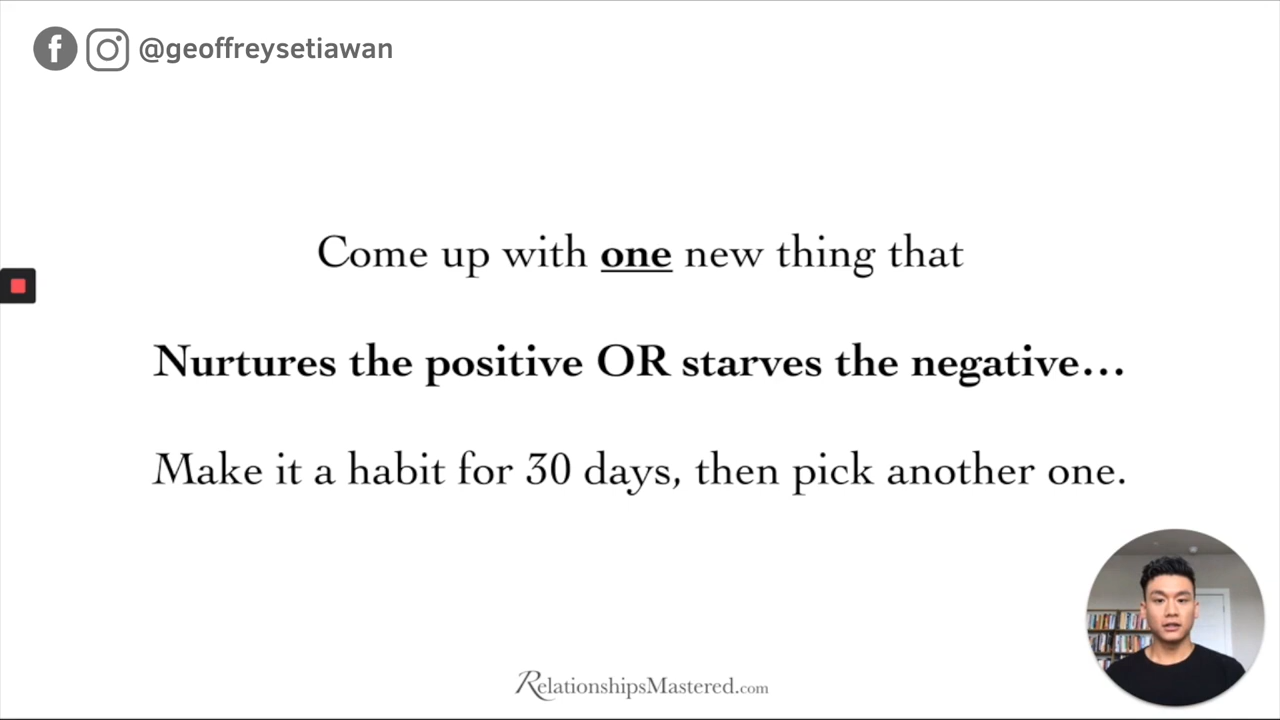 @geoffreysetiawan
Come up with one new thing that
Nurtures the positive OR starves the negative…
Make it a habit for 30 days, then pick another one.
RelationshipsMastered.com